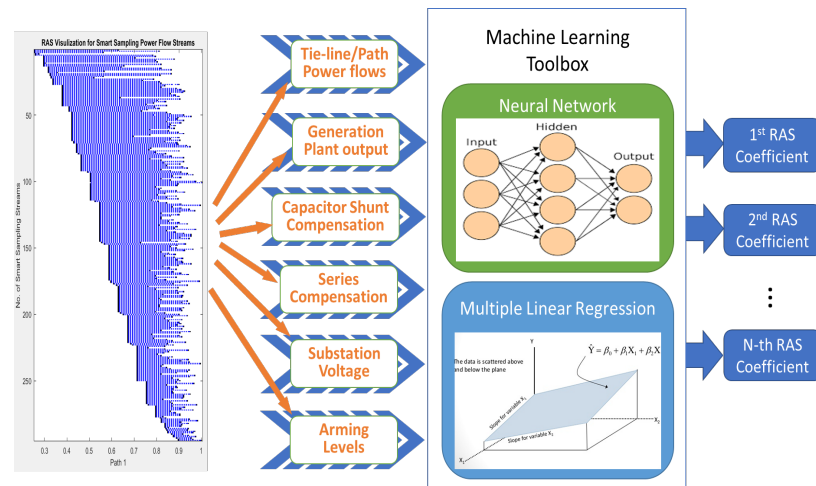 RAS Visulization for Smart Sampling Power Flow Streams
No. of Smart Sampling Streams
50
100
150
200
250
0.3 0.4 0.5 0.6 0.7 0.8 0.9 1
Path 1
Tie-line/Path
Power flows
Generation
Plant output
Capacitor Shunt
Compensation
Series
Compensation
Substation
Voltage
Arming
Levels
Machine Learning
Toolbox
Neural Network
Input
Hidden
Output
Multiple Linear Regression
Y
Ŷ = β₀ + β₁X₁ + β₂X
The data is scattered above
and below the plane
Slope for variable X₁
Slope for variable X₂
X₂
X₁
1st RAS
Coefficient
2nd RAS
Coefficient
⋮
N-th RAS
Coefficient